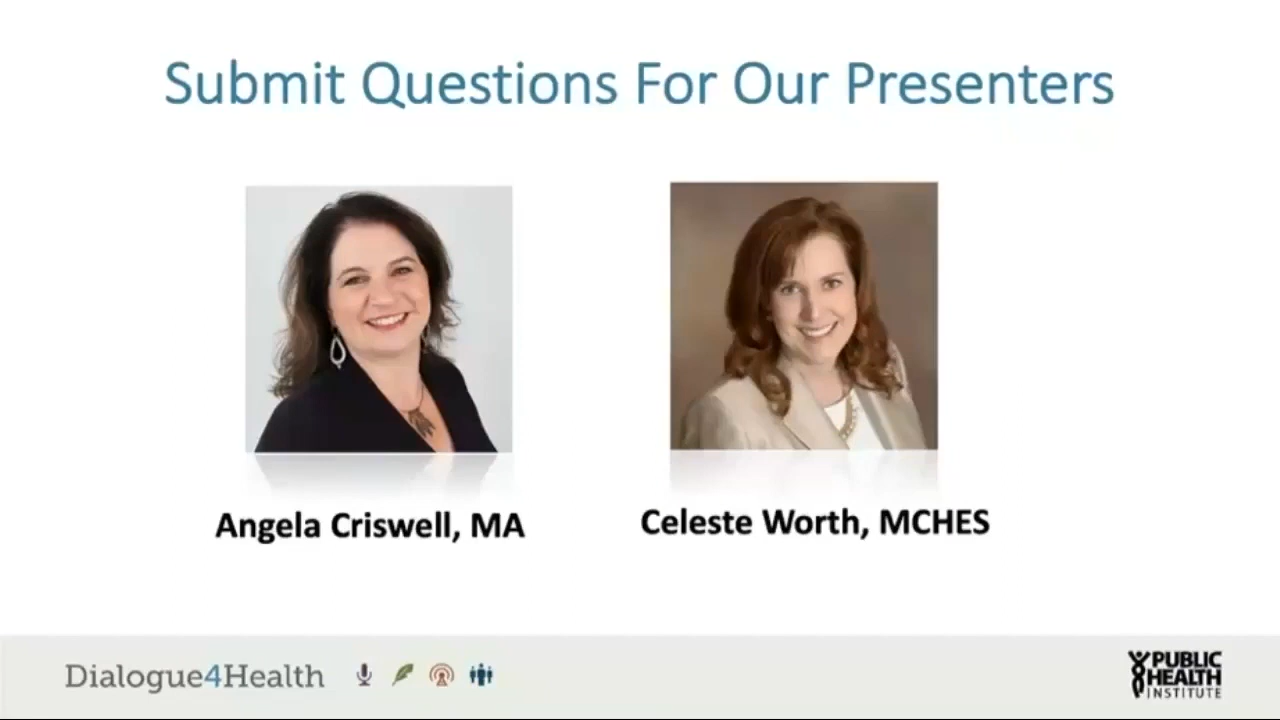 Submit Questions For Our Presenters
Angela Criswell, MA
Celeste Worth, MCHES
Dialogue4Health
PUBLIC
HEALTH
INSTITUTE